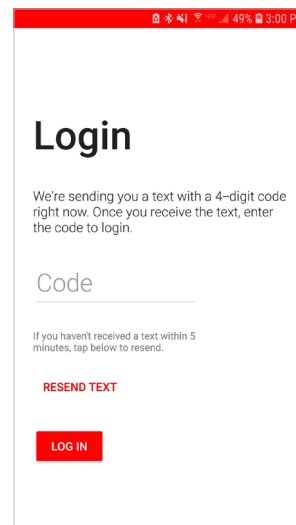 49% 3:00 P
Login
We're sending you a text with a 4–digit code
right now. Once you receive the text, enter
the code to login.
Code
If you haven't received a text within 5
minutes, tap below to resend.
RESEND TEXT
LOG IN